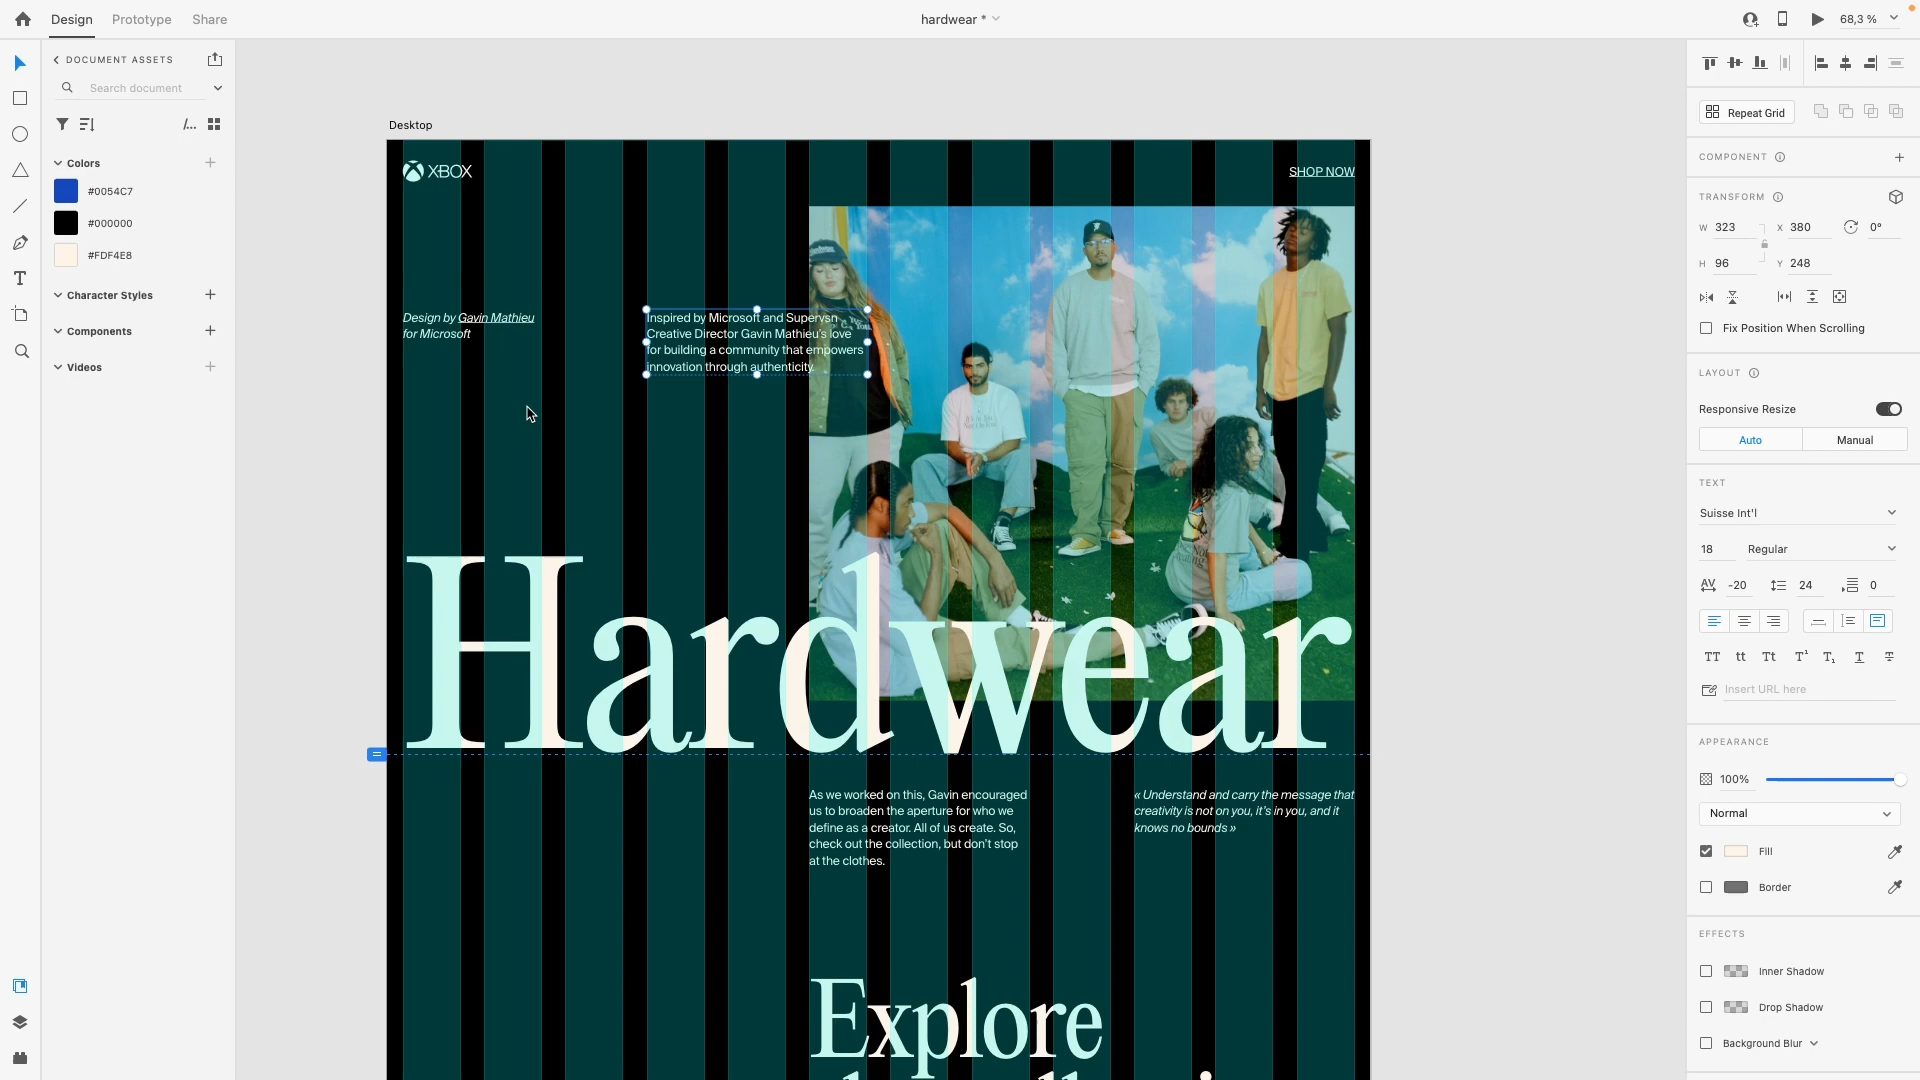 Design
Prototype
Share
hardwear *
68,3 %
DOCUMENT ASSETS
Search document
/...
Colors
#0054C7
#000000
#FDF4E8
Character Styles
Components
Videos
Desktop
XBOX
SHOP NOW
Design by Gavin Mathieu
for Microsoft
Inspired by Microsoft and Supervsn
Creative Director Gavin Mathieu's love
for building a community that empowers
innovation through authenticity.
Hardwear
As we worked on this, Gavin encouraged
us to broaden the aperture for who we
define as a creator. All of us create. So,
check out the collection, but don't stop
at the clothes.
« Understand and carry the message that
creativity is not on you, it's in you, and it
knows no bounds »
Explore
Repeat Grid
COMPONENT
TRANSFORM
W 323
X 380
0°
H 96
Y 248
Fix Position When Scrolling
LAYOUT
Responsive Resize
Auto
Manual
TEXT
Suisse Int'l
18
Regular
AV -20
24
0
TT tt Tt T¹ T₁ T T
Insert URL here
APPEARANCE
100%
Normal
Fill
Border
EFFECTS
Inner Shadow
Drop Shadow
Background Blur